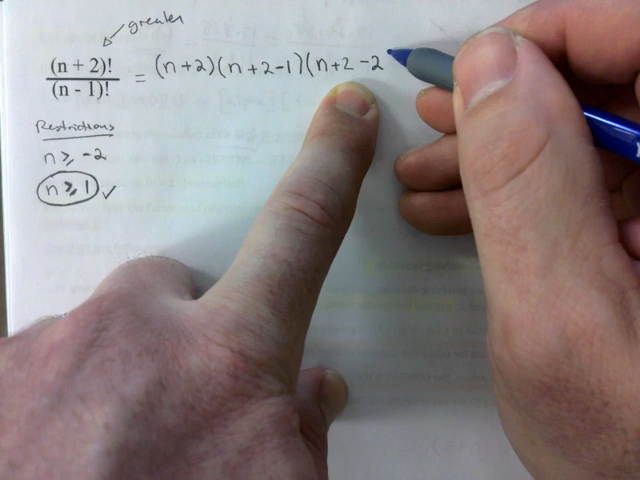 greater
(n + 2)!
(n - 1)! = (n+2)(n+2-1)(n+2-2
Restrictions
n ≥ -2
n ≥ 1 ✓